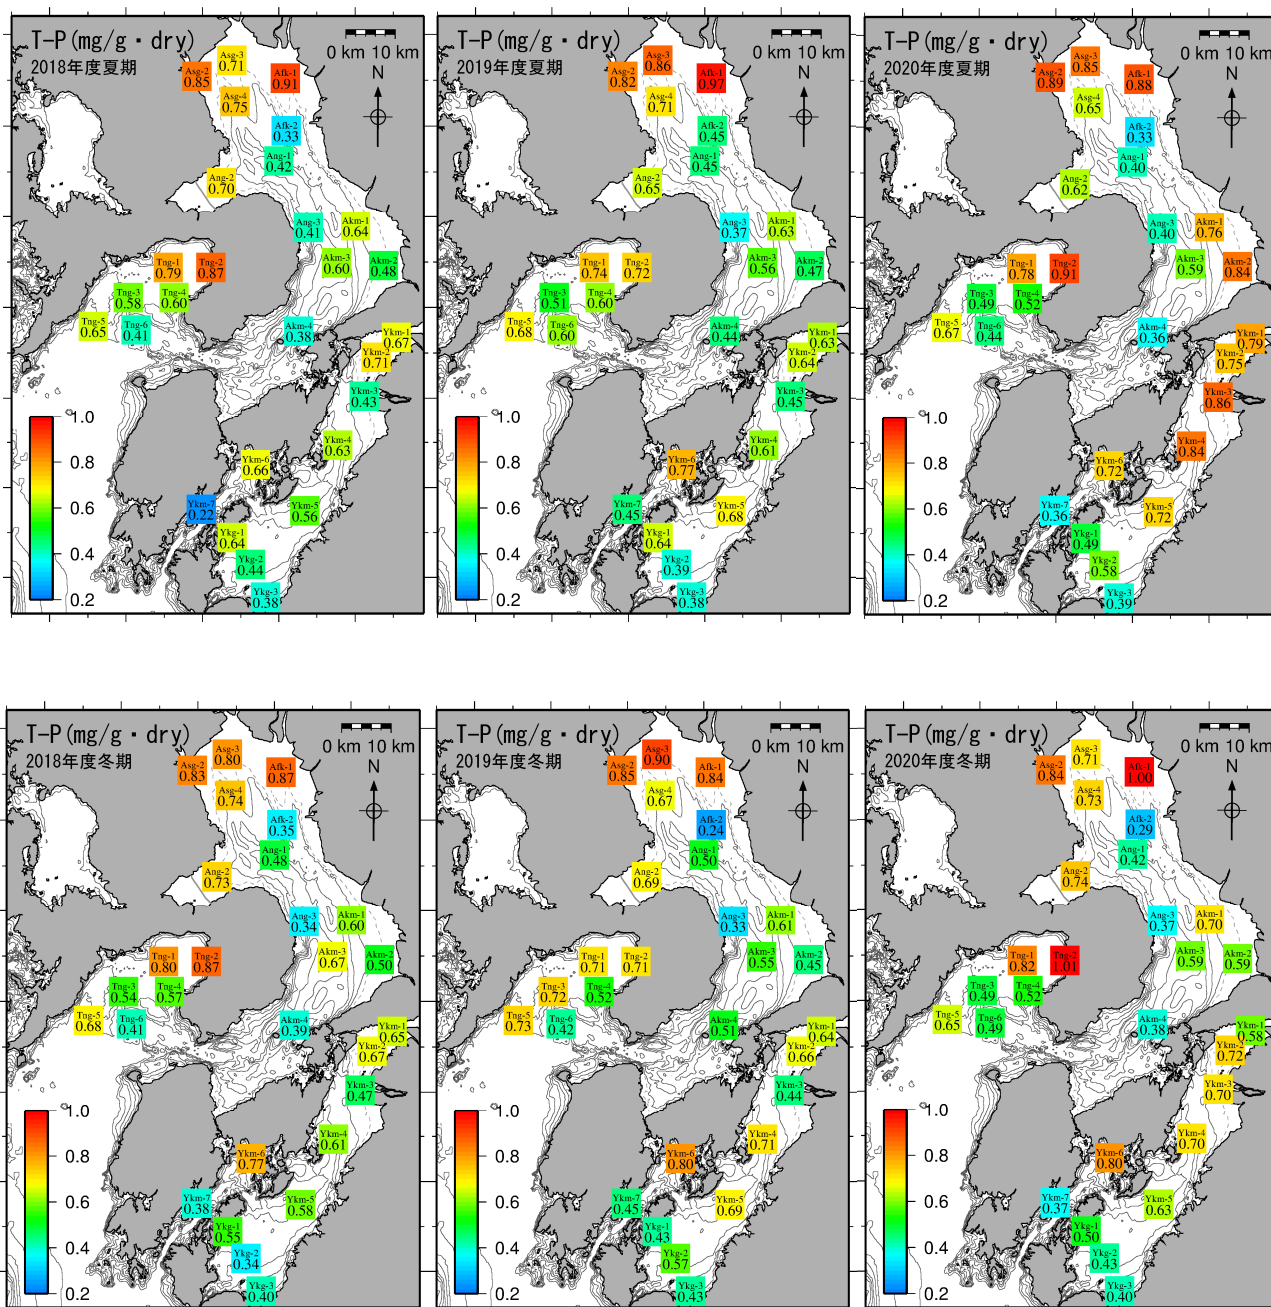 T-P(mg/g・dry)
2018年度夏期
0 km 10 km
N
Asg-3
0.71
Asg-2
0.85
Afk-1
0.91
Asg-4
0.75
Afk-2
0.33
Ang-1
0.42
Ang-2
0.70
Ang-3
0.41
Akm-1
0.64
Tng-1
0.79
Tng-2
0.87
Akm-3
0.60
Akm-2
0.48
Tng-3
0.58
Tng-4
0.60
Tng-5
0.65
Tng-6
0.41
Akm-4
0.38
Ykm-1
0.67
Ykm-2
0.71
Ykm-3
0.43
Ykm-4
0.63
Ykm-6
0.66
Ykm-7
0.22
Ykm-5
0.56
Ykg-1
0.64
Ykg-2
0.44
Ykg-3
0.38
1.0
0.8
0.6
0.4
0.2
T-P(mg/g・dry)
2019年度夏期
0 km 10 km
N
Asg-3
0.86
Asg-2
0.82
Afk-1
0.97
Asg-4
0.71
Afk-2
0.45
Ang-1
0.45
Ang-2
0.65
Ang-3
0.37
Akm-1
0.63
Tng-1
0.74
Tng-2
0.72
Akm-3
0.56
Akm-2
0.47
Tng-3
0.51
Tng-4
0.60
Tng-5
0.68
Tng-6
0.60
Akm-4
0.44
Ykm-1
0.63
Ykm-2
0.64
Ykm-3
0.45
Ykm-4
0.61
Ykm-6
0.77
Ykm-7
0.45
Ykm-5
0.68
Ykg-1
0.64
Ykg-2
0.39
Ykg-3
0.38
1.0
0.8
0.6
0.4
0.2
T-P(mg/g・dry)
2020年度夏期
0 km 10 km
N
Asg-3
0.85
Asg-2
0.89
Afk-1
0.88
Asg-4
0.65
Afk-2
0.33
Ang-1
0.40
Ang-2
0.62
Ang-3
0.40
Akm-1
0.76
Tng-1
0.78
Tng-2
0.91
Akm-3
0.59
Akm-2
0.84
Tng-3
0.49
Tng-4
0.52
Tng-5
0.67
Tng-6
0.44
Akm-4
0.36
Ykm-1
0.79
Ykm-2
0.75
Ykm-3
0.86
Ykm-4
0.84
Ykm-6
0.72
Ykm-7
0.36
Ykm-5
0.72
Ykg-1
0.49
Ykg-2
0.58
Ykg-3
0.39
1.0
0.8
0.6
0.4
0.2
T-P(mg/g・dry)
2018年度冬期
0 km 10 km
N
Asg-3
0.80
Asg-2
0.83
Afk-1
0.87
Asg-4
0.74
Afk-2
0.35
Ang-1
0.48
Ang-2
0.73
Ang-3
0.34
Akm-1
0.60
Tng-1
0.80
Tng-2
0.87
Akm-3
0.67
Akm-2
0.50
Tng-3
0.54
Tng-4
0.57
Tng-5
0.68
Tng-6
0.41
Akm-4
0.39
Ykm-1
0.65
Ykm-2
0.67
Ykm-3
0.47
Ykm-4
0.61
Ykm-6
0.77
Ykm-7
0.38
Ykm-5
0.58
Ykg-1
0.55
Ykg-2
0.34
Ykg-3
0.40
1.0
0.8
0.6
0.4
0.2
T-P(mg/g・dry)
2019年度冬期
0 km 10 km
N
Asg-3
0.90
Asg-2
0.85
Afk-1
0.84
Asg-4
0.67
Afk-2
0.24
Ang-1
0.50
Ang-2
0.69
Ang-3
0.33
Akm-1
0.61
Tng-1
0.71
Tng-2
0.71
Akm-3
0.55
Akm-2
0.45
Tng-3
0.72
Tng-4
0.52
Tng-5
0.73
Tng-6
0.42
Akm-4
0.51
Ykm-1
0.64
Ykm-2
0.66
Ykm-3
0.44
Ykm-4
0.71
Ykm-6
0.80
Ykm-7
0.45
Ykm-5
0.69
Ykg-1
0.43
Ykg-2
0.57
Ykg-3
0.43
1.0
0.8
0.6
0.4
0.2
T-P(mg/g・dry)
2020年度冬期
0 km 10 km
N
Asg-3
0.71
Asg-2
0.84
Afk-1
1.00
Asg-4
0.73
Afk-2
0.29
Ang-1
0.42
Ang-2
0.74
Ang-3
0.37
Akm-1
0.70
Tng-1
0.82
Tng-2
1.01
Akm-3
0.59
Akm-2
0.59
Tng-3
0.49
Tng-4
0.52
Tng-5
0.65
Tng-6
0.49
Akm-4
0.38
Ykm-1
0.58
Ykm-2
0.72
Ykm-3
0.70
Ykm-4
0.70
Ykm-6
0.80
Ykm-7
0.37
Ykm-5
0.63
Ykg-1
0.50
Ykg-2
0.43
Ykg-3
0.40
1.0
0.8
0.6
0.4
0.2